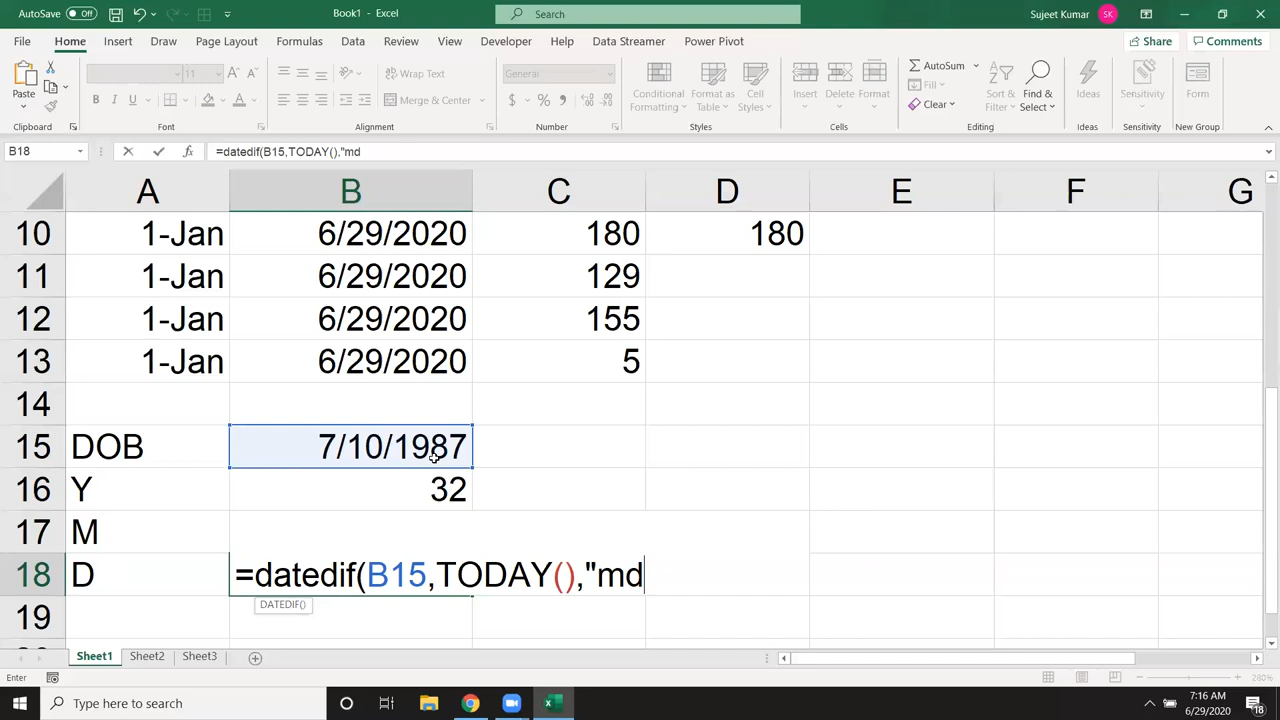 AutoSave Off Book1 - Excel Search Sujeet Kumar SK
File Home Insert Draw Page Layout Formulas Data Review View Developer Help Data Streamer Power Pivot Share Comments
Paste 11 Wrap Text General AutoSum
B I U Merge & Center $ % Conditional Formatting Format as Table Cell Styles Insert Delete Format Fill Clear Sort & Filter Find & Select Ideas Sensitivity Form
Clipboard Font Alignment Number Styles Cells Editing Ideas Sensitivity New Group
B18 fx =datedif(B15,TODAY(),"md
A B C D E F G
10 1-Jan 6/29/2020 180 180
11 1-Jan 6/29/2020 129
12 1-Jan 6/29/2020 155
13 1-Jan 6/29/2020 5
14
15 DOB 7/10/1987
16 Y 32
17 M
18 D =datedif(B15,TODAY(),"md
DATEDIF()
19
Sheet1 Sheet2 Sheet3
Enter 280%
Type here to search 7:16 AM
6/29/2020 18